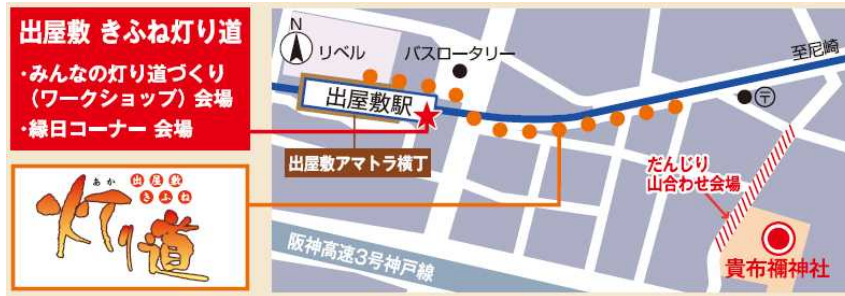 出屋敷 きふね灯り道
・みんなの灯り道づくり
（ワークショップ）会場
・縁日コーナー 会場
あか
出屋敷
きふね
灯り道
N
リベル
バスロータリー
至尼崎
出屋敷駅
〒
出屋敷アマトラ横丁
だんじり
山合わせ会場
阪神高速3号神戸線
貴布禰神社